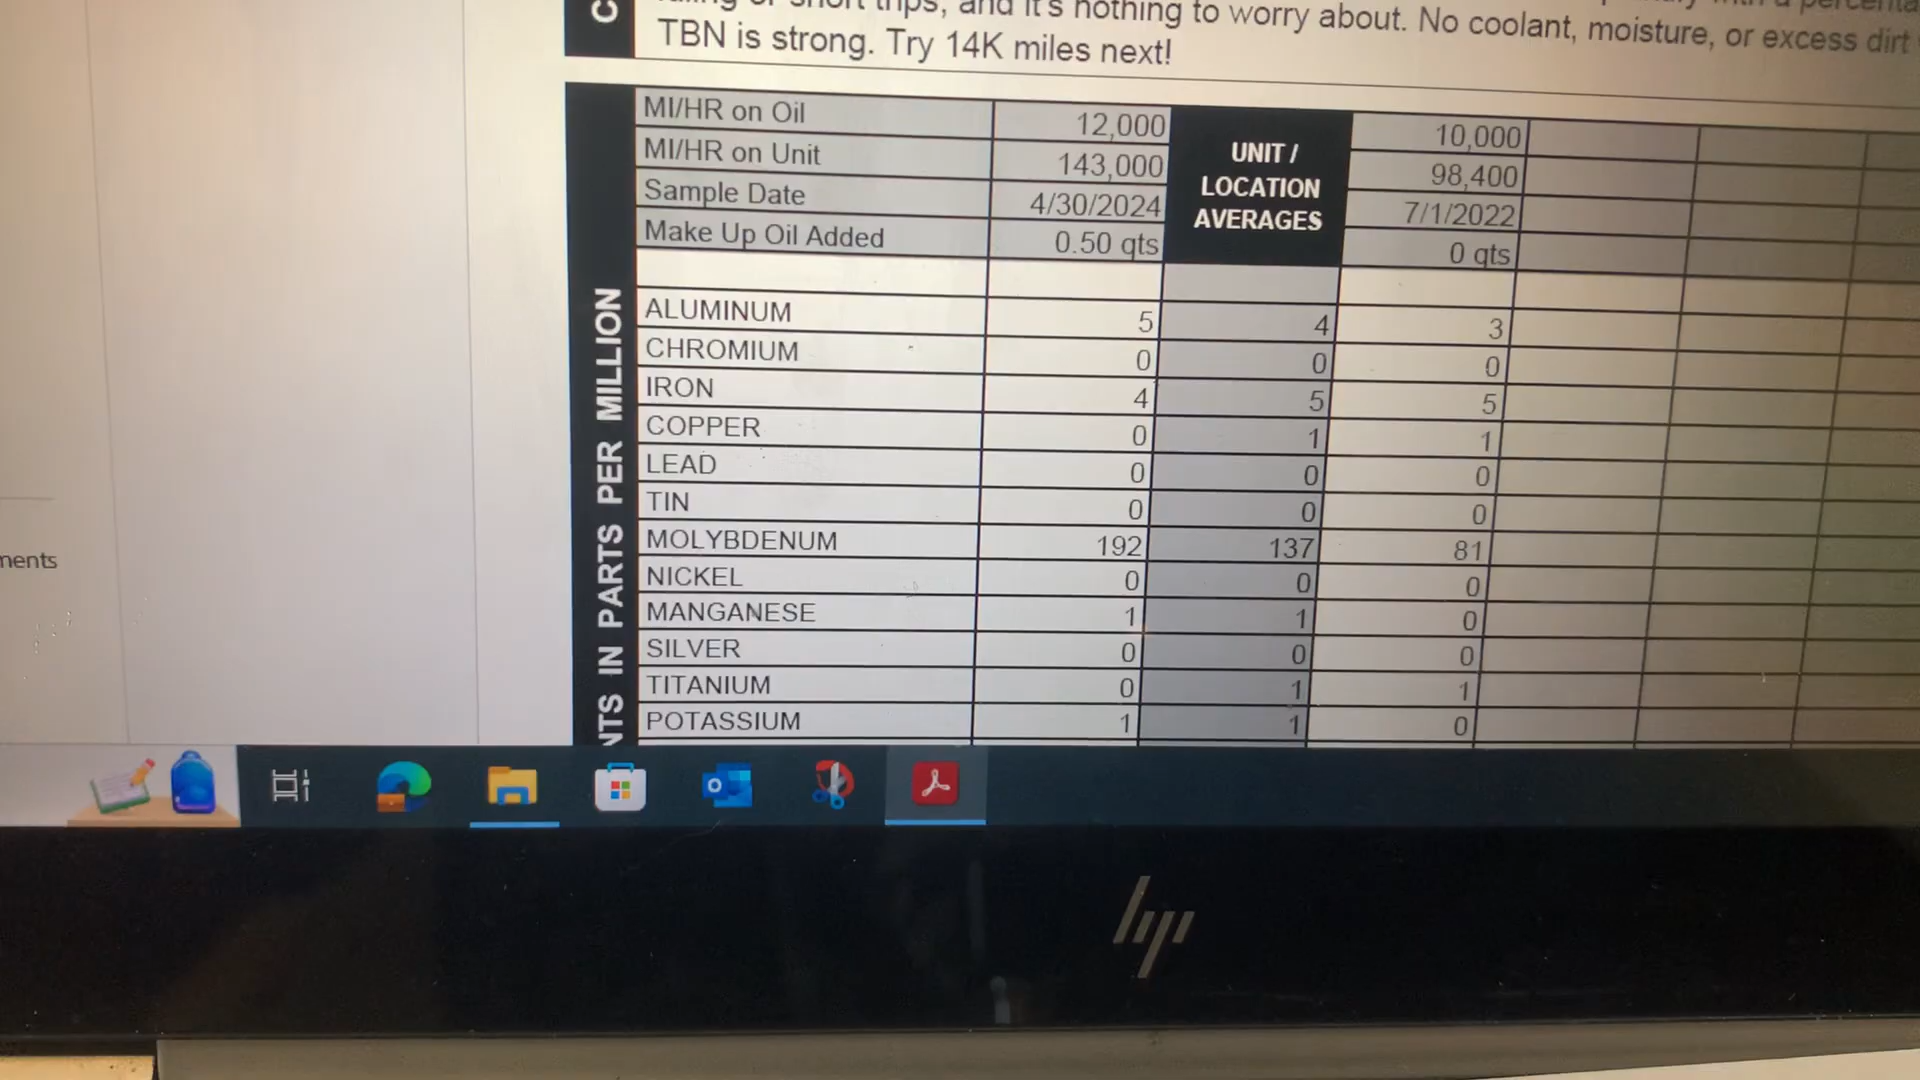 short trips, and it's nothing to worry about. No coolant, moisture, or excess dirt
TBN is strong. Try 14K miles next!
MI/HR on Oil 12,000 UNIT / LOCATION AVERAGES 10,000
MI/HR on Unit 143,000 98,400
Sample Date 4/30/2024 7/1/2022
Make Up Oil Added 0.50 qts 0 qts
NTS IN PARTS PER MILLION
ALUMINUM 5 4 3
CHROMIUM 0 0 0
IRON 4 5 5
COPPER 0 1 1
LEAD 0 0 0
TIN 0 0 0
MOLYBDENUM 192 137 81
NICKEL 0 0 0
MANGANESE 1 1 0
SILVER 0 0 0
TITANIUM 0 1 1
POTASSIUM 1 1 0
ments
hp